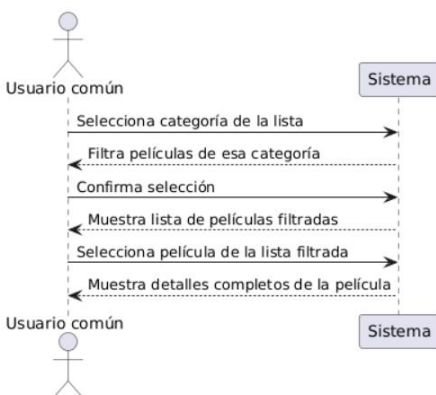 Usuario común
Sistema
Selecciona categoría de la lista
Filtra películas de esa categoría
Confirma selección
Muestra lista de películas filtradas
Selecciona película de la lista filtrada
Muestra detalles completos de la película
Usuario común
Sistema